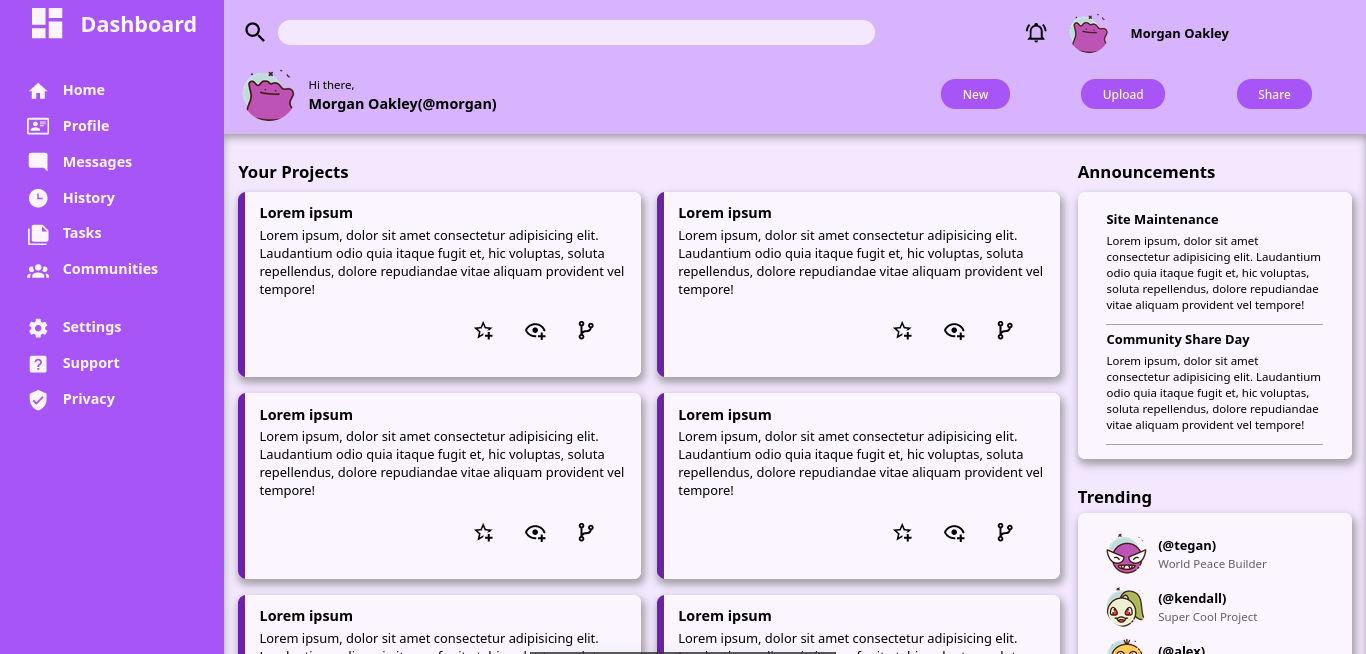 Dashboard
Home
Profile
Messages
History
Tasks
Communities
Settings
Support
Privacy
Morgan Oakley
Hi there,
Morgan Oakley(@morgan)
New
Upload
Share
Your Projects
Lorem ipsum
Lorem ipsum, dolor sit amet consectetur adipisicing elit.
Laudantium odio quia itaque fugit et, hic voluptas, soluta
repellendus, dolore repudiandae vitae aliquam provident vel
tempore!
Lorem ipsum
Lorem ipsum, dolor sit amet consectetur adipisicing elit.
Laudantium odio quia itaque fugit et, hic voluptas, soluta
repellendus, dolore repudiandae vitae aliquam provident vel
tempore!
Lorem ipsum
Lorem ipsum, dolor sit amet consectetur adipisicing elit.
Laudantium odio quia itaque fugit et, hic voluptas, soluta
repellendus, dolore repudiandae vitae aliquam provident vel
tempore!
Lorem ipsum
Lorem ipsum, dolor sit amet consectetur adipisicing elit.
Laudantium odio quia itaque fugit et, hic voluptas, soluta
repellendus, dolore repudiandae vitae aliquam provident vel
tempore!
Lorem ipsum
Lorem ipsum, dolor sit amet consectetur adipisicing elit.
Lorem ipsum
Lorem ipsum, dolor sit amet consectetur adipisicing elit.
Announcements
Site Maintenance
Lorem ipsum, dolor sit amet
consectetur adipisicing elit. Laudantium
odio quia itaque fugit et, hic voluptas,
soluta repellendus, dolore repudiandae
vitae aliquam provident vel tempore!
Community Share Day
Lorem ipsum, dolor sit amet
consectetur adipisicing elit. Laudantium
odio quia itaque fugit et, hic voluptas,
soluta repellendus, dolore repudiandae
vitae aliquam provident vel tempore!
Trending
(@tegan)
World Peace Builder
(@kendall)
Super Cool Project
(@alex)